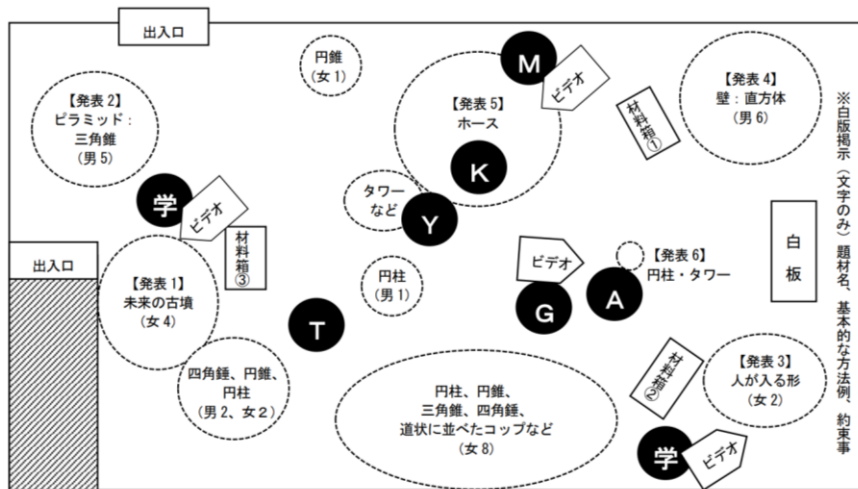 出入口
円錐
(女1)
M
ビデオ
【発表2】
ピラミッド：
三角錐
(男5)
【発表5】
ホース
材料箱①
【発表4】
壁：直方体
(男6)
※白版掲示（文字のみ）題材名、基本的な方法例、約束事
K
学
ビデオ
タワー
など
Y
出入口
材料箱③
【発表1】
未来の古墳
(女4)
円柱
(男1)
ビデオ
【発表6】
円柱・タワー
白板
T
G
A
四角錘、円錐、
円柱
(男2、女2)
円柱、円錐、
三角錐、四角錘、
道状に並べたコップなど
(女8)
材料箱②
【発表3】
人が入る形
(女2)
学
ビデオ